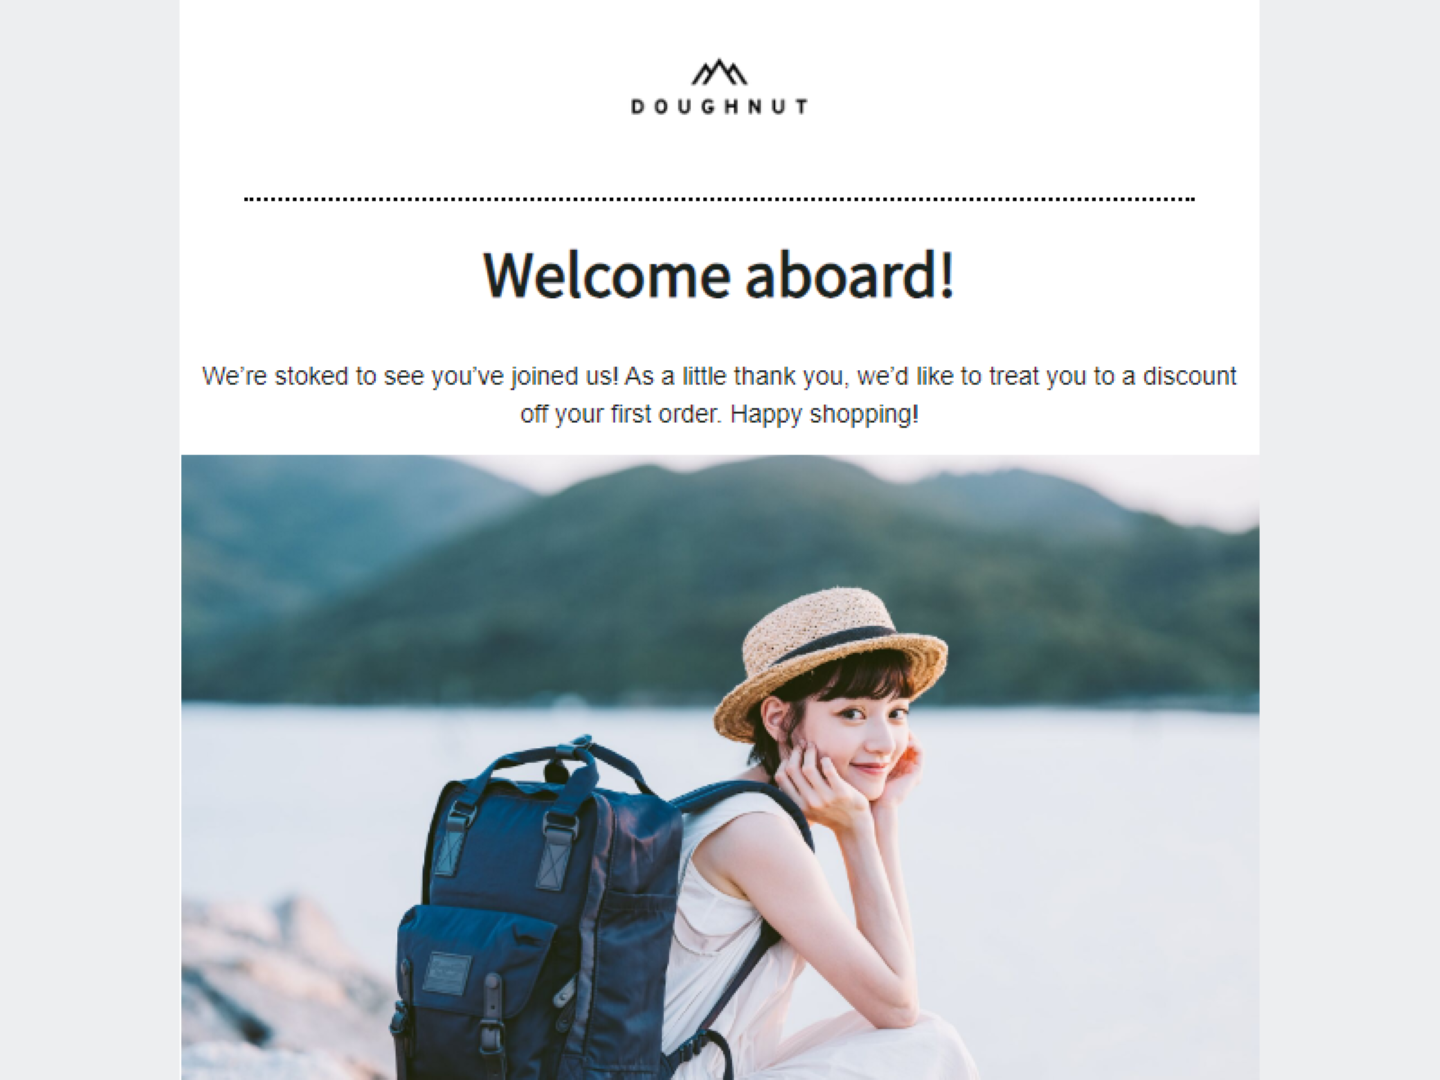 DOUGHNUT
Welcome aboard!
We’re stoked to see you’ve joined us! As a little thank you, we’d like to treat you to a discount
off your first order. Happy shopping!